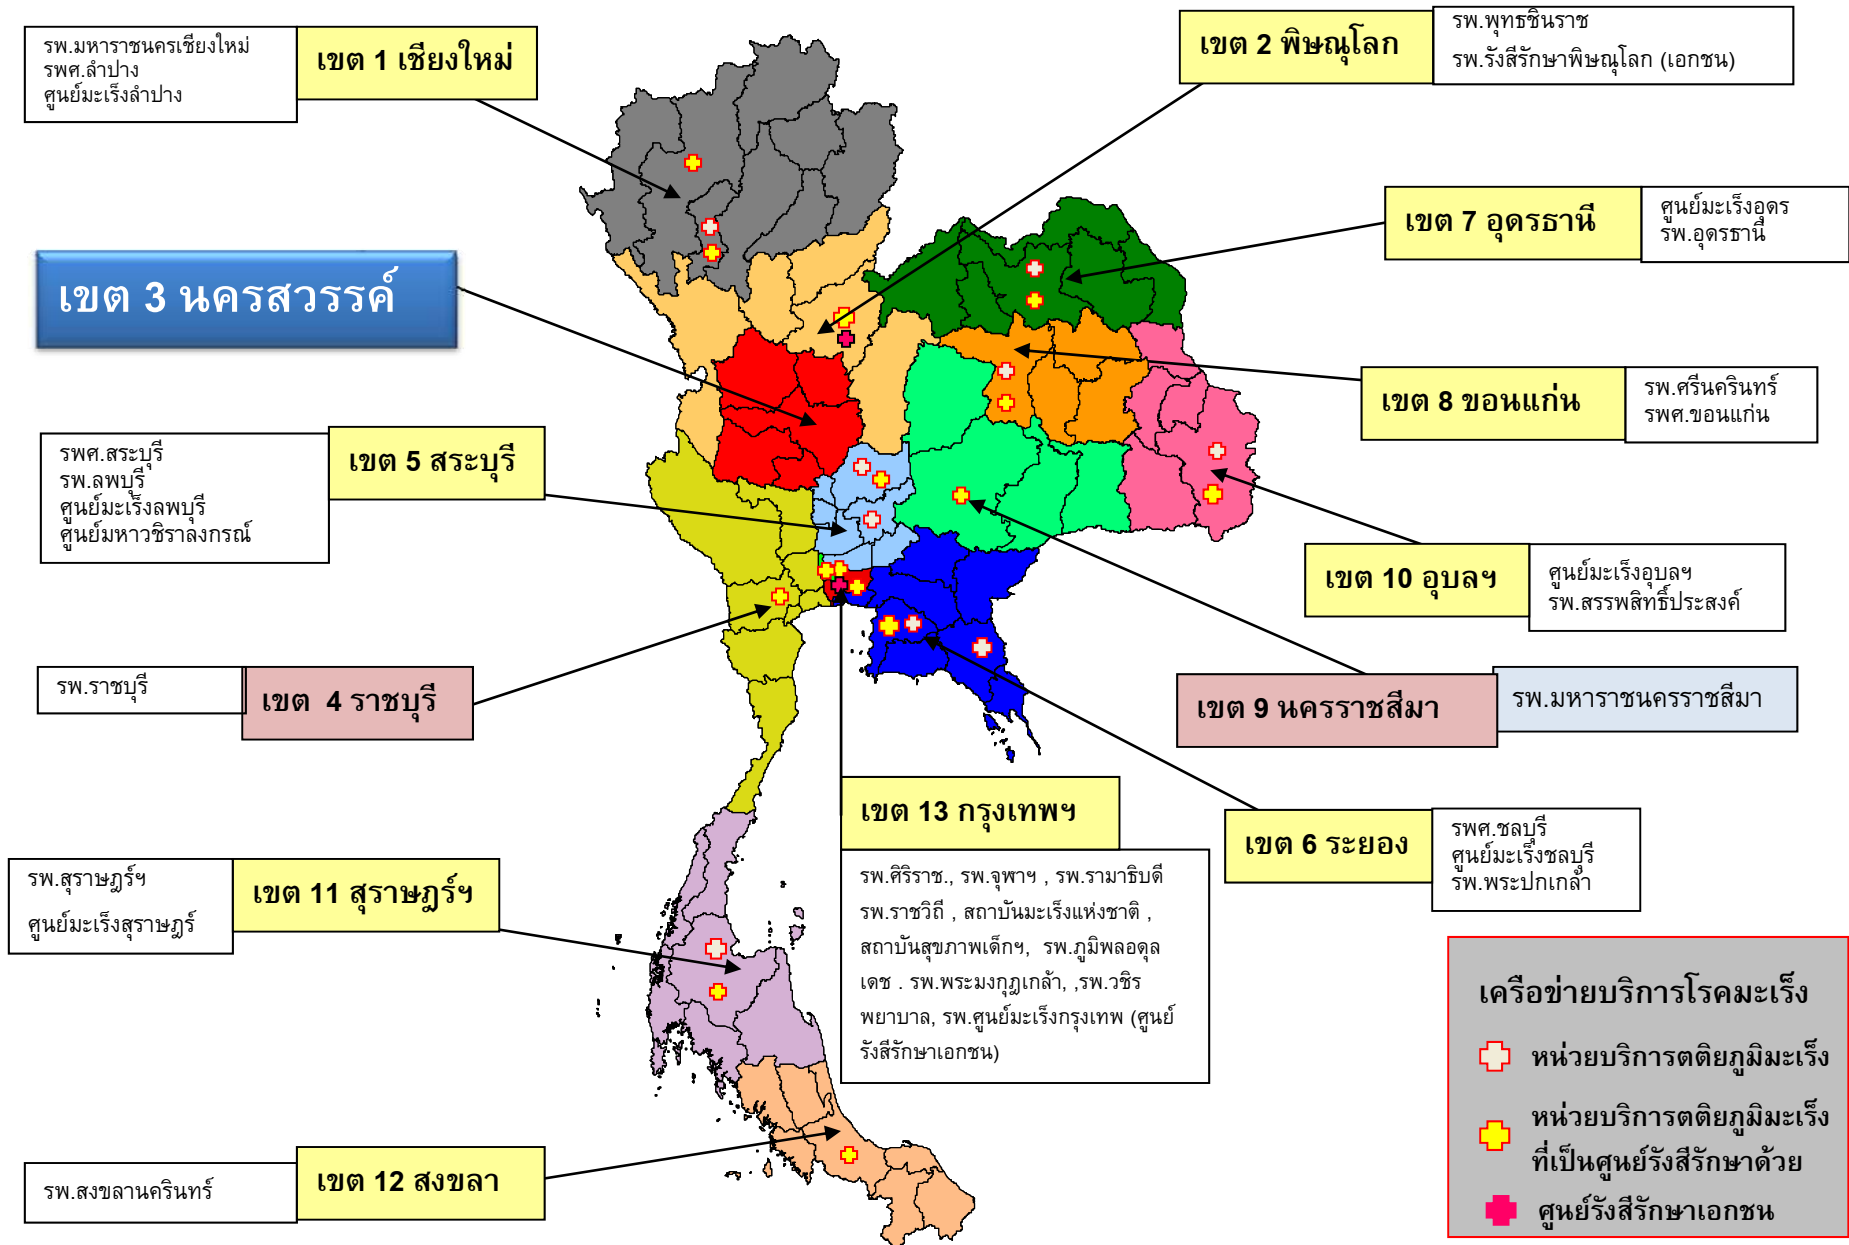 รพ.มหาราชนครเชียงใหม่
รพศ.ลำปาง
ศูนย์มะเร็งลำปาง
เขต 1 เชียงใหม่
เขต 2 พิษณุโลก
รพ.พุทธชินราช
รพ.รังสีรักษาพิษณุโลก (เอกชน)
เขต 7 อุดรธานี
ศูนย์มะเร็งอุดร
รพ.อุดรธานี
เขต 3 นครสวรรค์
เขต 8 ขอนแก่น
รพ.ศรีนครินทร์
รพศ.ขอนแก่น
รพศ.สระบุรี
รพ.ลพบุรี
ศูนย์มะเร็งลพบุรี
ศูนย์มหาวชิราลงกรณ์
เขต 5 สระบุรี
เขต 10 อุบลฯ
ศูนย์มะเร็งอุบลฯ
รพ.สรรพสิทธิ์ประสงค์
รพ.ราชบุรี
เขต 4 ราชบุรี
เขต 9 นครราชสีมา
รพ.มหาราชนครราชสีมา
เขต 13 กรุงเทพฯ
รพ.ศิริราช., รพ.จุฬาฯ , รพ.รามาธิบดี
รพ.ราชวิถี , สถาบันมะเร็งแห่งชาติ ,
สถาบันสุขภาพเด็กฯ, รพ.ภูมิพลอดุล
เดช . รพ.พระมงกุฎเกล้า, ,รพ.วชิร
พยาบาล, รพ.ศูนย์มะเร็งกรุงเทพ (ศูนย์
รังสีรักษาเอกชน)
เขต 6 ระยอง
รพศ.ชลบุรี
ศูนย์มะเร็งชลบุรี
รพ.พระปกเกล้า
รพ.สุราษฎร์ฯ
ศูนย์มะเร็งสุราษฎร์
เขต 11 สุราษฎร์ฯ
รพ.สงขลานครินทร์
เขต 12 สงขลา
เครือข่ายบริการโรคมะเร็ง
หน่วยบริการตติยภูมิมะเร็ง
หน่วยบริการตติยภูมิมะเร็ง
ที่เป็นศูนย์รังสีรักษาด้วย
ศูนย์รังสีรักษาเอกชน